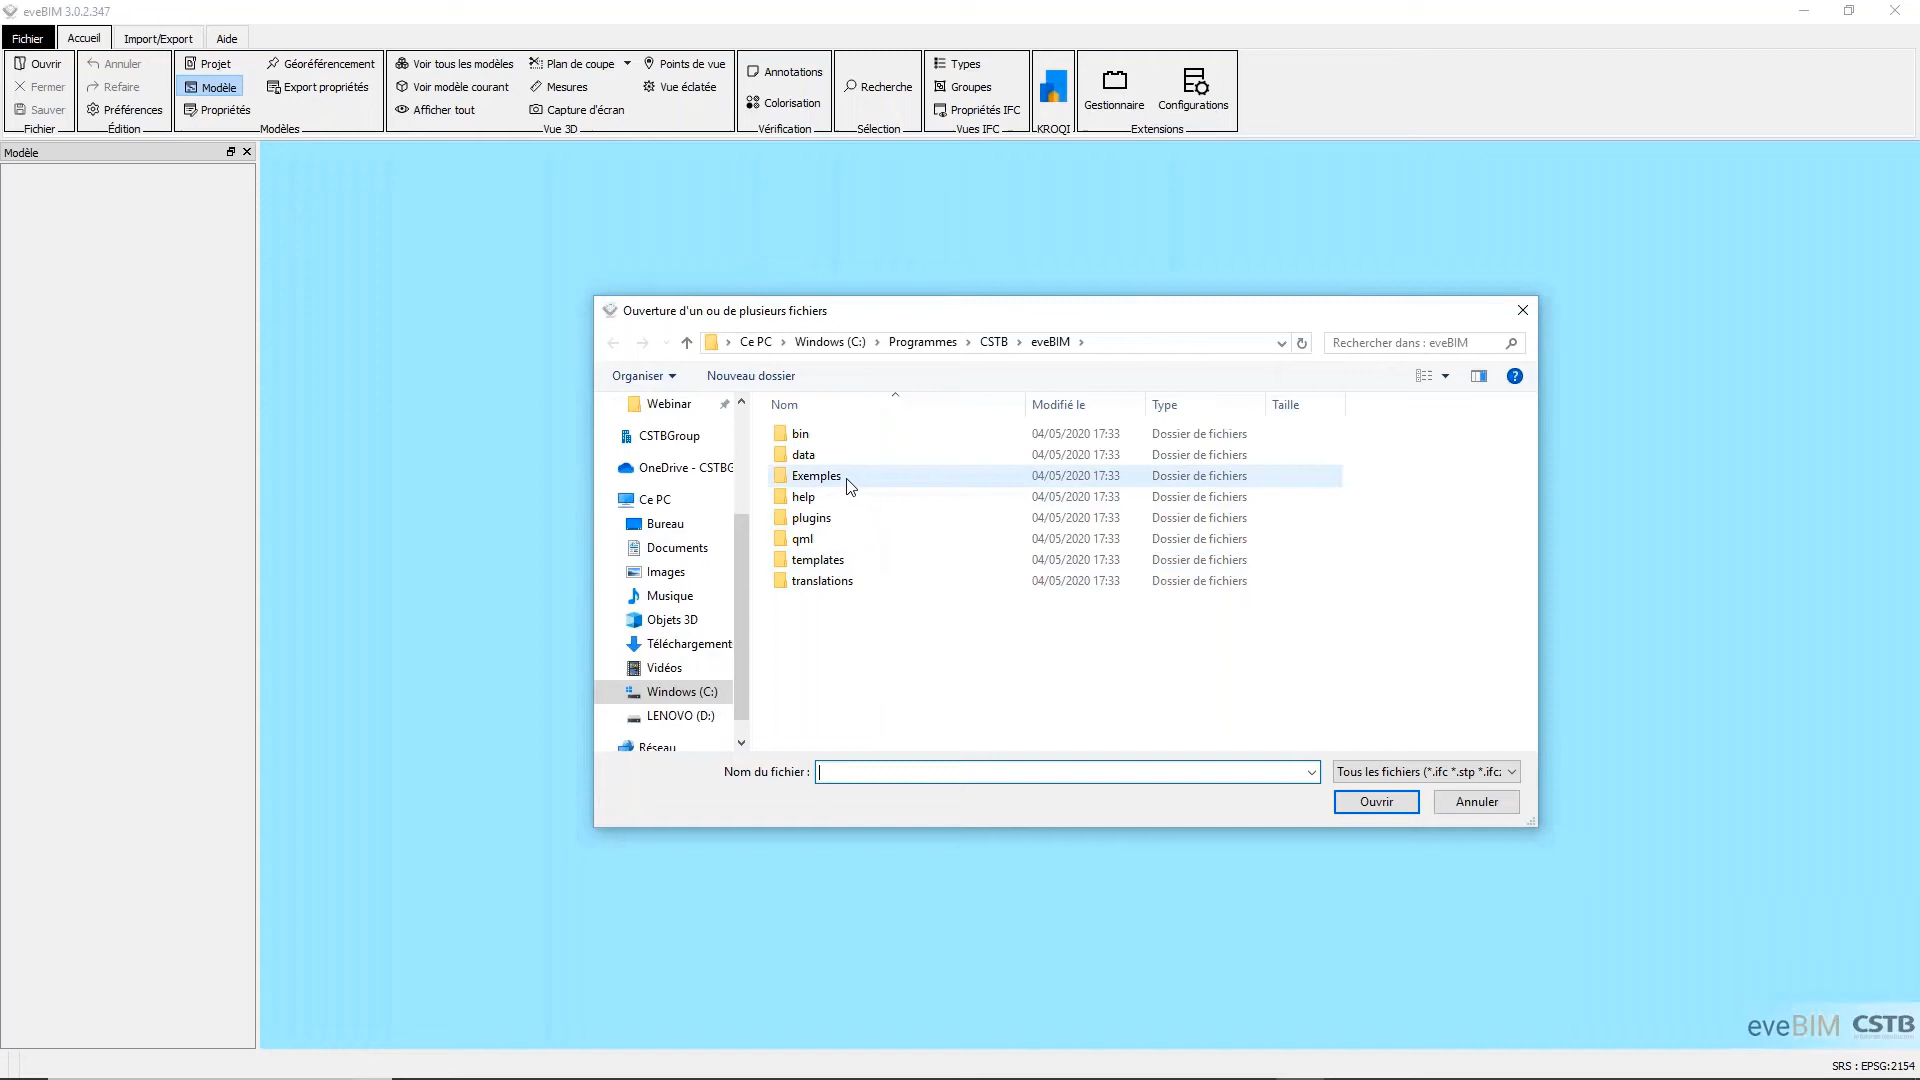 eveBIM 3.0.2.347
Fichier Accueil Import/Export Aide
Ouvrir Annuler Projet Géoréférencement Voir tous les modèles Plan de coupe Points de vue Annotations Recherche Types Gestionnaire Configurations
Fermer Refaire Modèle Export propriétés Voir modèle courant Mesures Vue éclatée Colorisation Groupes
Sauver Préférences Propriétés Afficher tout Capture d'écran Propriétés IFC
Fichier Édition Modèles Vue 3D Vérification Sélection Vues IFC KROQI Extensions
Modèle
Ouverture d'un ou de plusieurs fichiers
Ce PC Windows (C:) Programmes CSTB eveBIM
Rechercher dans : eveBIM
Organiser Nouveau dossier
?
Webinar
CSTBGroup
OneDrive - CSTBG
Ce PC
Bureau
Documents
Images
Musique
Objets 3D
Téléchargement
Vidéos
Windows (C:)
LENOVO (D:)
Réseau
Nom Modifié le Type Taille
bin 04/05/2020 17:33 Dossier de fichiers
data 04/05/2020 17:33 Dossier de fichiers
Exemples 04/05/2020 17:33 Dossier de fichiers
help 04/05/2020 17:33 Dossier de fichiers
plugins 04/05/2020 17:33 Dossier de fichiers
qml 04/05/2020 17:33 Dossier de fichiers
templates 04/05/2020 17:33 Dossier de fichiers
translations 04/05/2020 17:33 Dossier de fichiers
Nom du fichier :
Tous les fichiers (*.ifc *.stp *.ifc:
Ouvrir Annuler
eveBIM CSTB
SRS : EPSG:2154